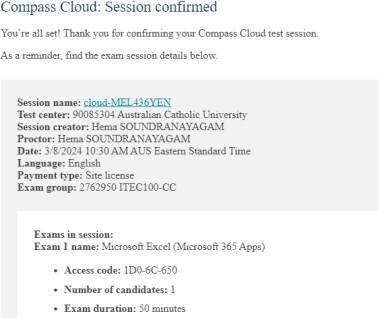 Compass Cloud: Session confirmed
You're all set! Thank you for confirming your Compass Cloud test session.
As a reminder, find the exam session details below.
Session name: cloud-MEL436YEN
Test center: 90085304 Australian Catholic University
Session creator: Hema SOUNDRANAYAGAM
Proctor: Hema SOUNDRANAYAGAM
Date: 3/8/2024 10:30 AM AUS Eastern Standard Time
Language: English
Payment type: Site license
Exam group: 2762950 ITEC100-CC
Exams in session:
Exam 1 name: Microsoft Excel (Microsoft 365 Apps)
• Access code: 1D0-6C-650
• Number of candidates: 1
• Exam duration: 50 minutes